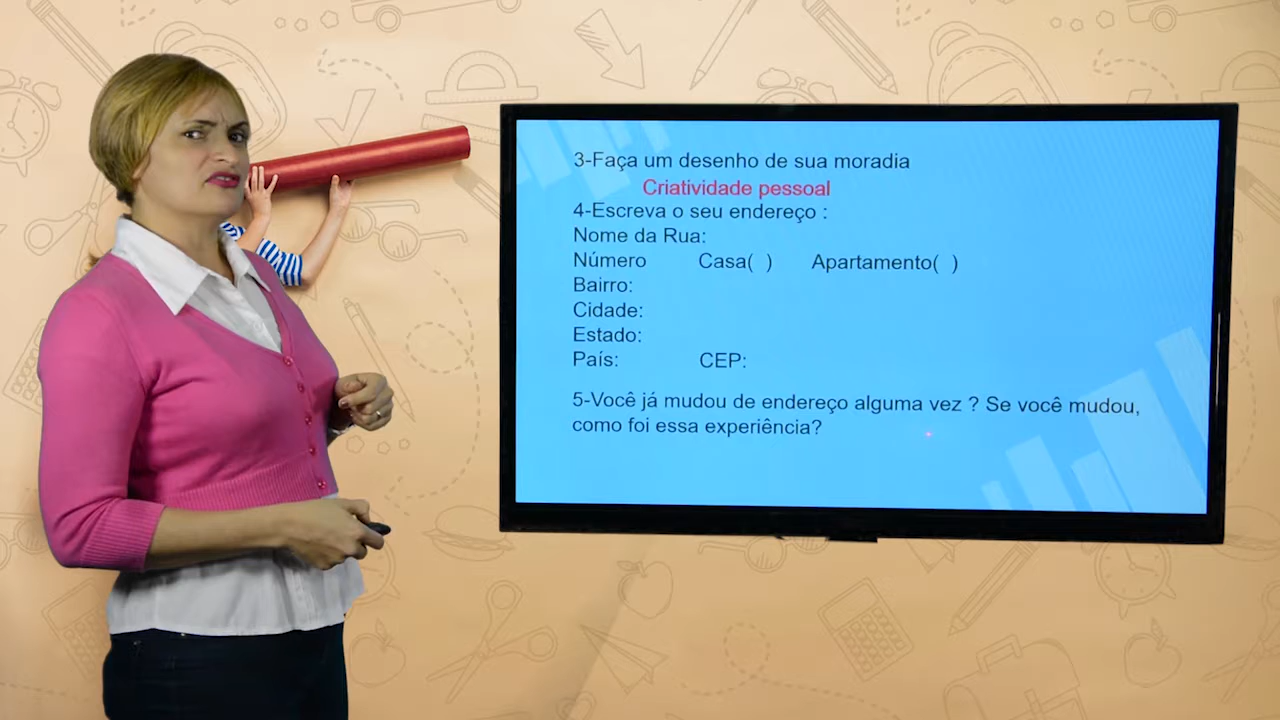 3-Faça um desenho de sua moradia
Criatividade pessoal
4-Escreva o seu endereço :
Nome da Rua:
Número Casa( ) Apartamento( )
Bairro:
Cidade:
Estado:
País: CEP:
5-Você já mudou de endereço alguma vez ? Se você mudou,
como foi essa experiência?